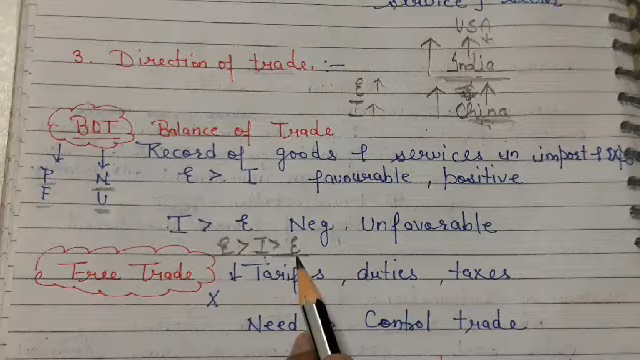 USA
3. Direction of trade :-
India
E ↑
I ↑
China
BOT Balance of Trade
Record of goods & services in import & Exp
P N
E > I favourable, positive
F U
I > E Neg. Unfavorable
E > I > E
Free Trade ↓ Tariffs, duties, taxes
X
Need Control trade